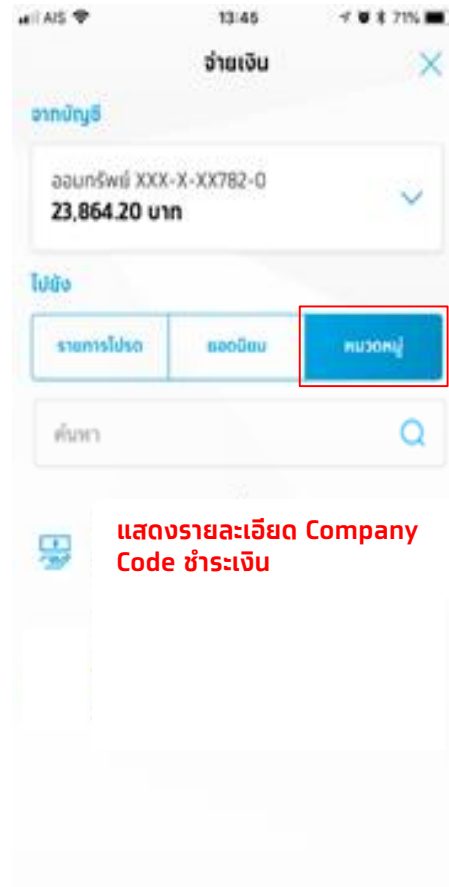 AIS 13:46 71%
จ่ายเงิน
จากบัญชี
ออมทรัพย์ XXX-X-XX782-0
23,864.20 บาท
ไปยัง
รายการโปรด ยอดนิยม หมวดหมู่
ค้นหา
แสดงรายละเอียด Company
Code ชำระเงิน